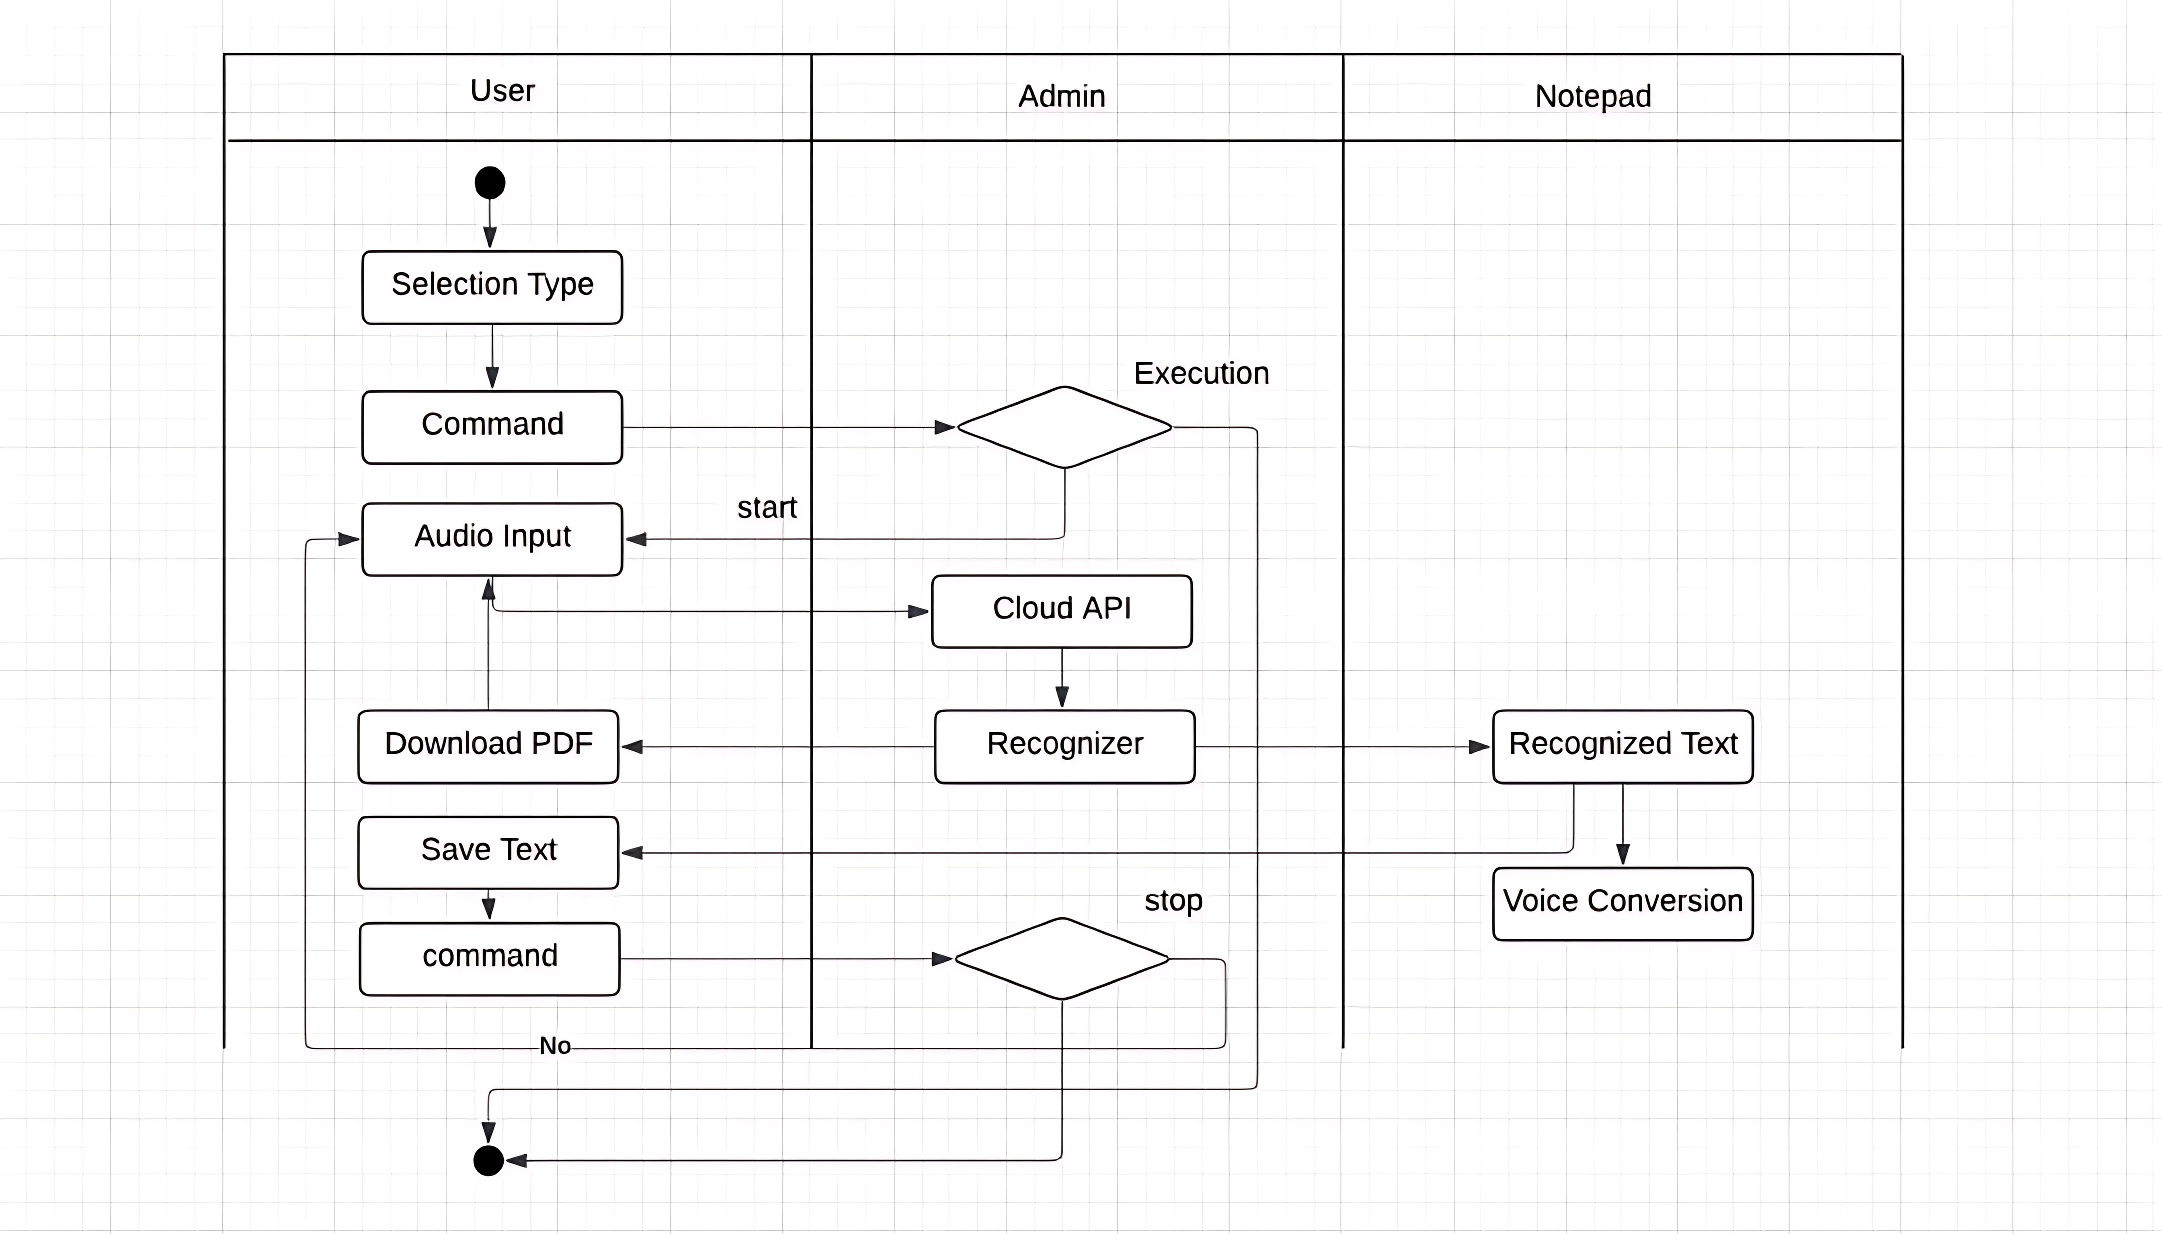 User
Admin
Notepad
Selection Type
Execution
Command
start
Audio Input
Cloud API
Download PDF
Recognizer
Recognized Text
Save Text
stop
Voice Conversion
command
No